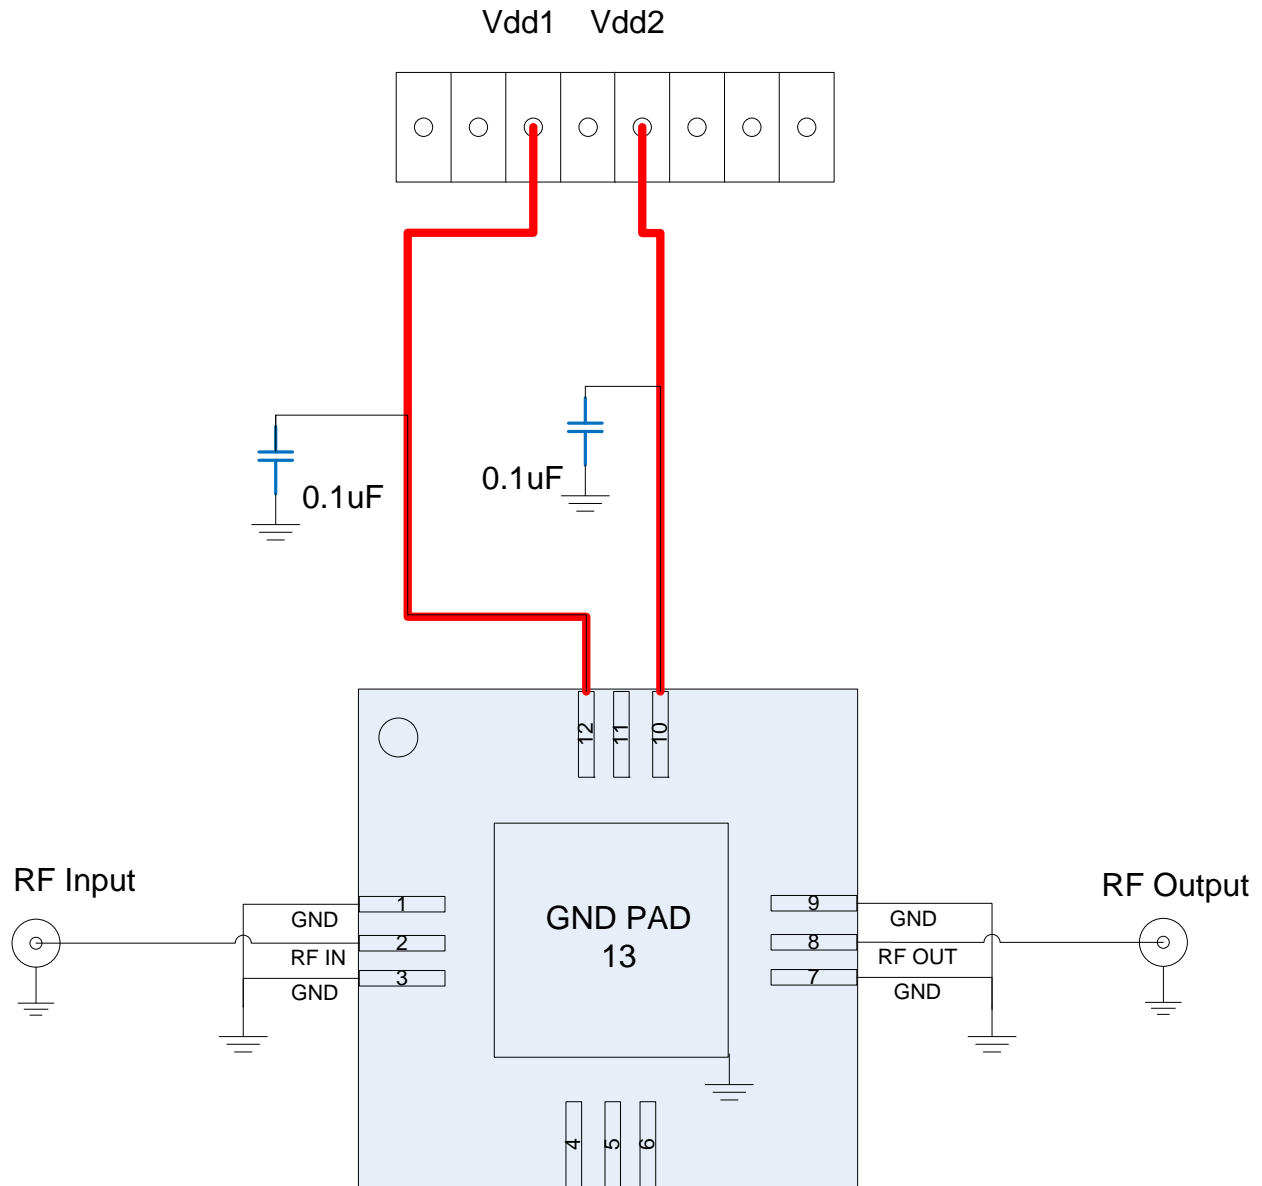 Vdd1 Vdd2
0.1uF
0.1uF
12
11
10
RF Input
RF Output
1
GND
2
RF IN
3
GND
GND PAD
13
9
GND
8
RF OUT
7
GND
4
5
6